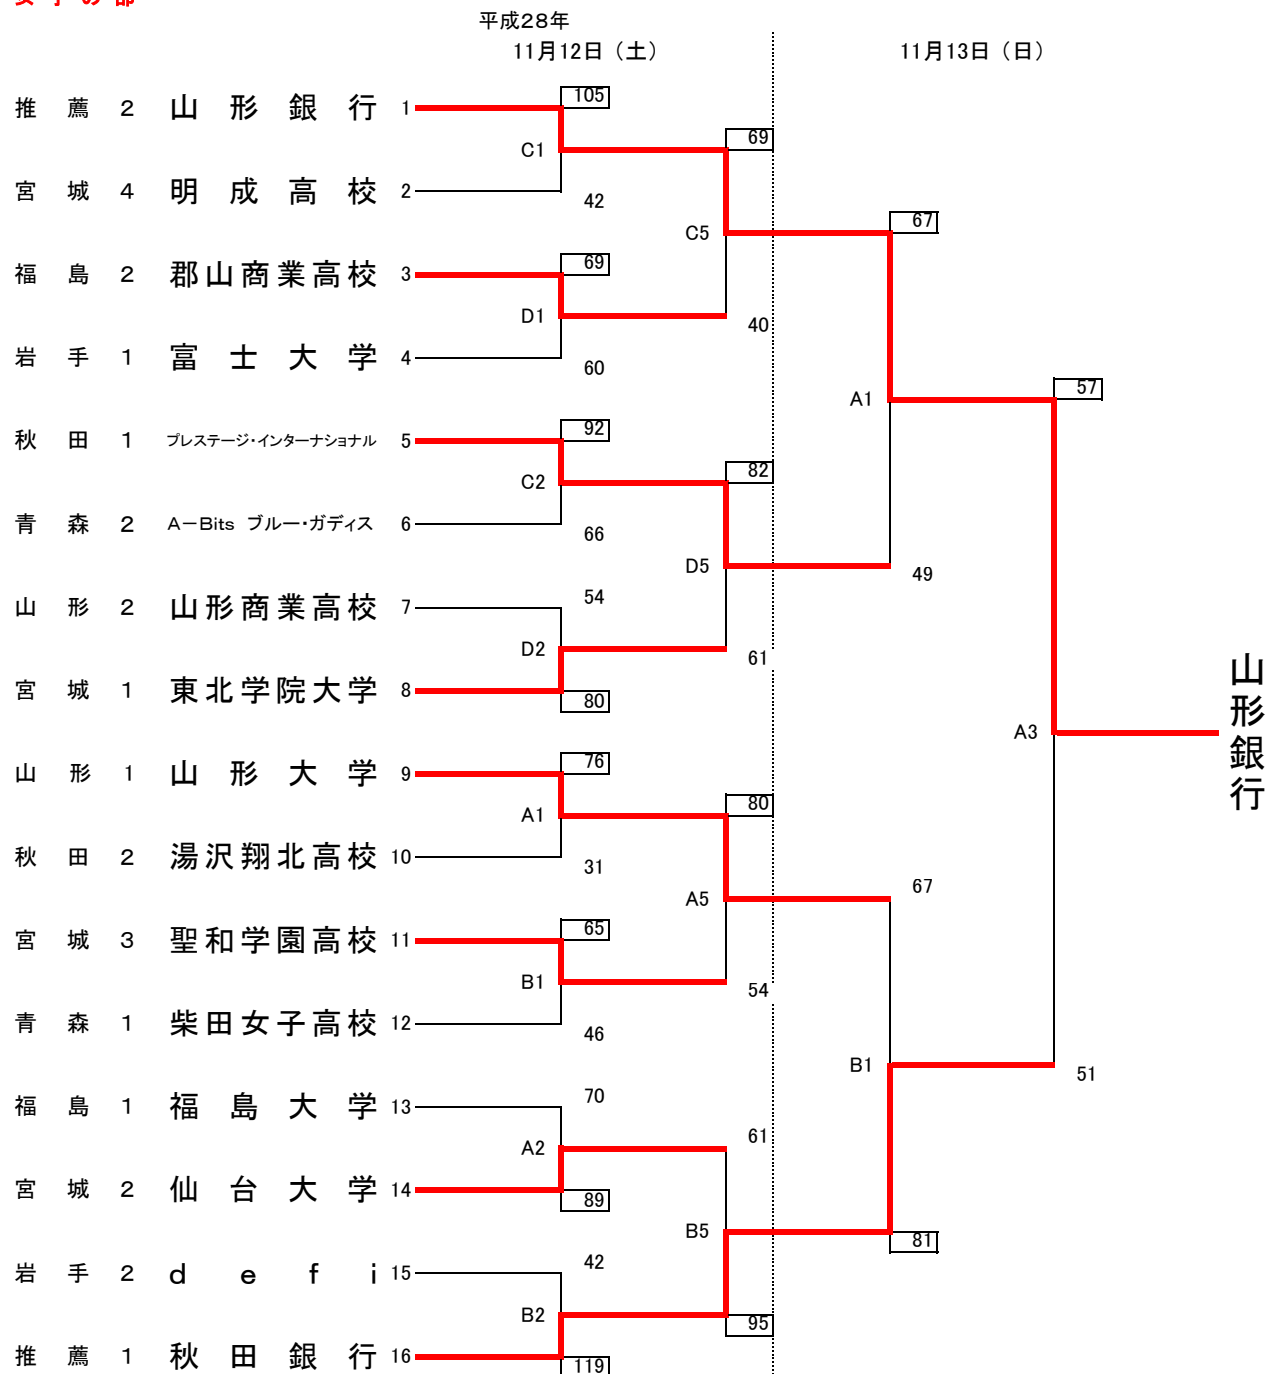 女子の部
平成28年
11月12日（土）
11月13日（日）
推薦2 山形銀行 1
105
69
C1
宮城4 明成高校 2
42
67
C5
福島2 郡山商業高校 3
69
D1
40
岩手1 富士大学 4
60
57
A1
秋田1 プレステージ・インターナショナル 5
92
82
C2
青森2 A－Bits ブルー・ガディス 6
66
D5
49
山形2 山形商業高校 7
54
D2
61
宮城1 東北学院大学 8
80
A3
山形銀行
山形1 山形大学 9
76
80
A1
秋田2 湯沢翔北高校 10
31
67
A5
宮城3 聖和学園高校 11
65
B1
54
青森1 柴田女子高校 12
46
B1
51
福島1 福島大学 13
70
61
A2
宮城2 仙台大学 14
89
B5
81
岩手2 defi 15
42
B2
95
推薦1 秋田銀行 16
119